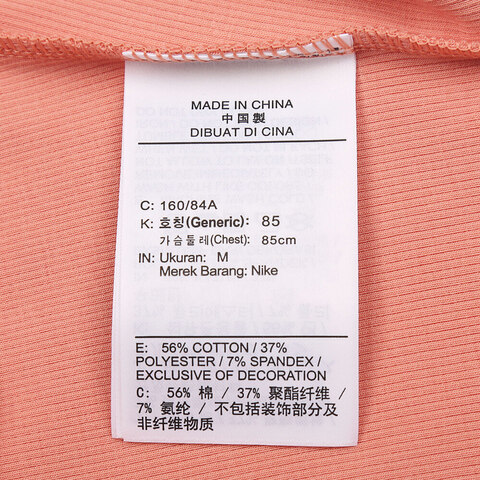 MADE IN CHINA
中国製
DIBUAT DI CINA
C: 160/84A
K: 호칭(Generic): 85
가슴둘레(Chest): 85cm
IN: Ukuran: M
Merek Barang: Nike
E: 56% COTTON / 37%
POLYESTER / 7% SPANDEX /
EXCLUSIVE OF DECORATION
C: 56% 棉 / 37% 聚酯纤维 /
7% 氨纶 / 不包括装饰部分及
非纤维物质